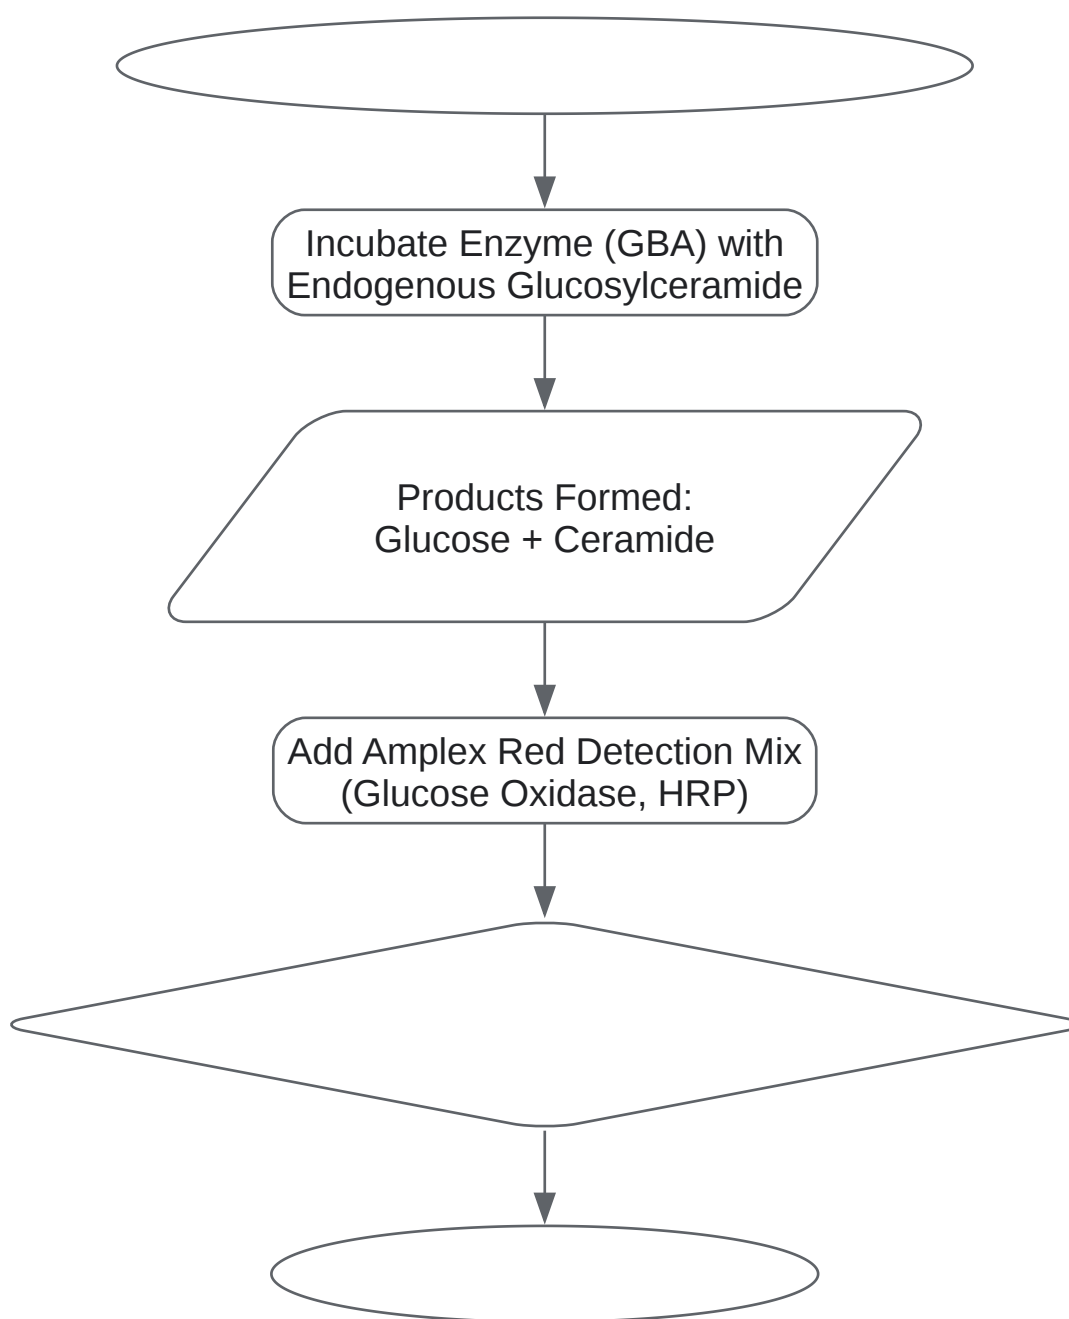 Incubate Enzyme (GBA) with
Endogenous Glucosylceramide
Products Formed:
Glucose + Ceramide
Add Amplex Red Detection Mix
(Glucose Oxidase, HRP)